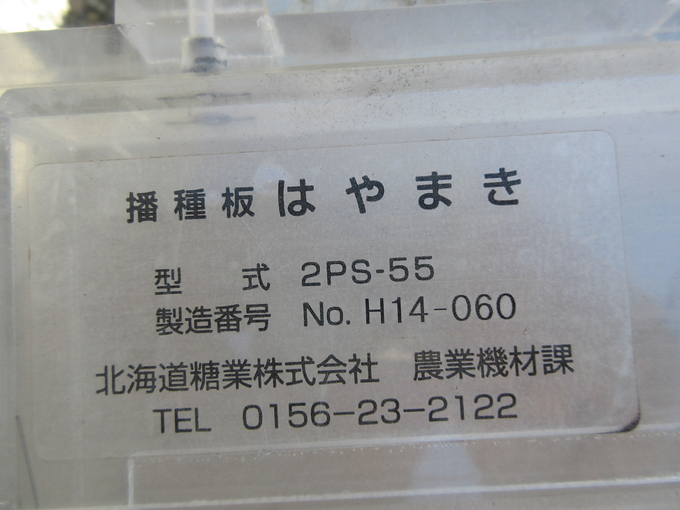 播種板 はやまき
型 式 2PS-55
製造番号 No. H14-060
北海道糖業株式会社 農業機材課
TEL 0156-23-2122